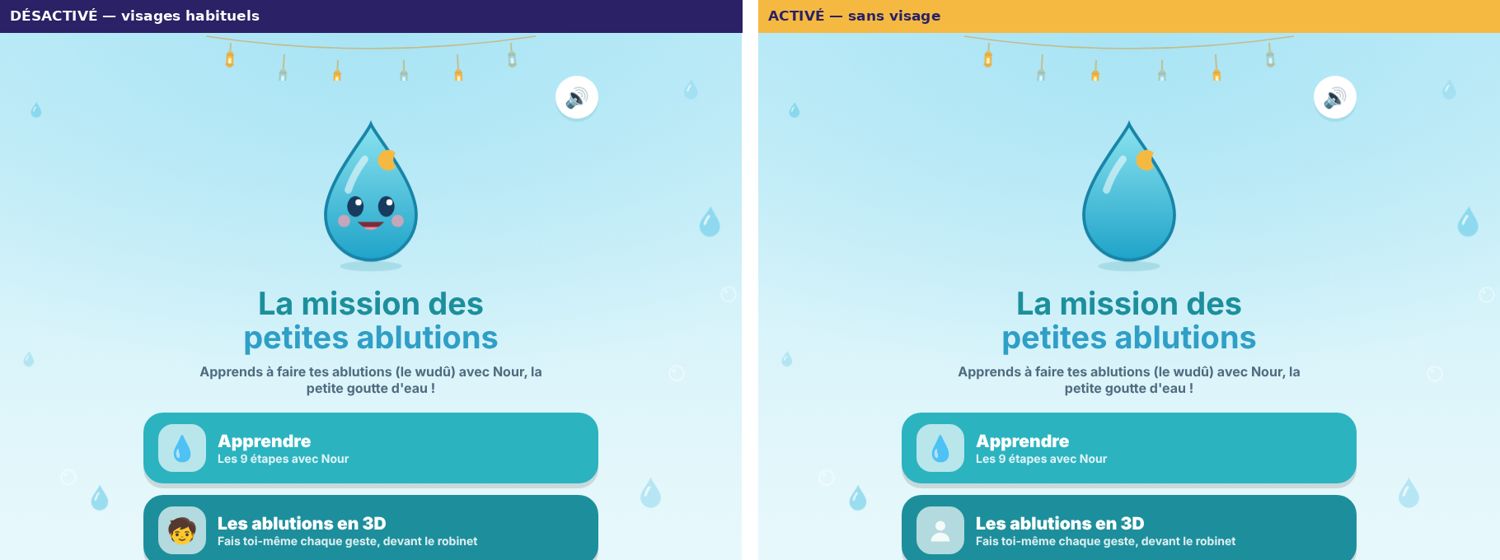 DÉSACTIVÉ — visages habituels
La mission des
petites ablutions
Apprends à faire tes ablutions (le wudû) avec Nour, la
petite goutte d'eau !
Apprendre
Les 9 étapes avec Nour
Les ablutions en 3D
Fais toi-même chaque geste, devant le robinet
ACTIVÉ — sans visage
La mission des
petites ablutions
Apprends à faire tes ablutions (le wudû) avec Nour, la
petite goutte d'eau !
Apprendre
Les 9 étapes avec Nour
Les ablutions en 3D
Fais toi-même chaque geste, devant le robinet